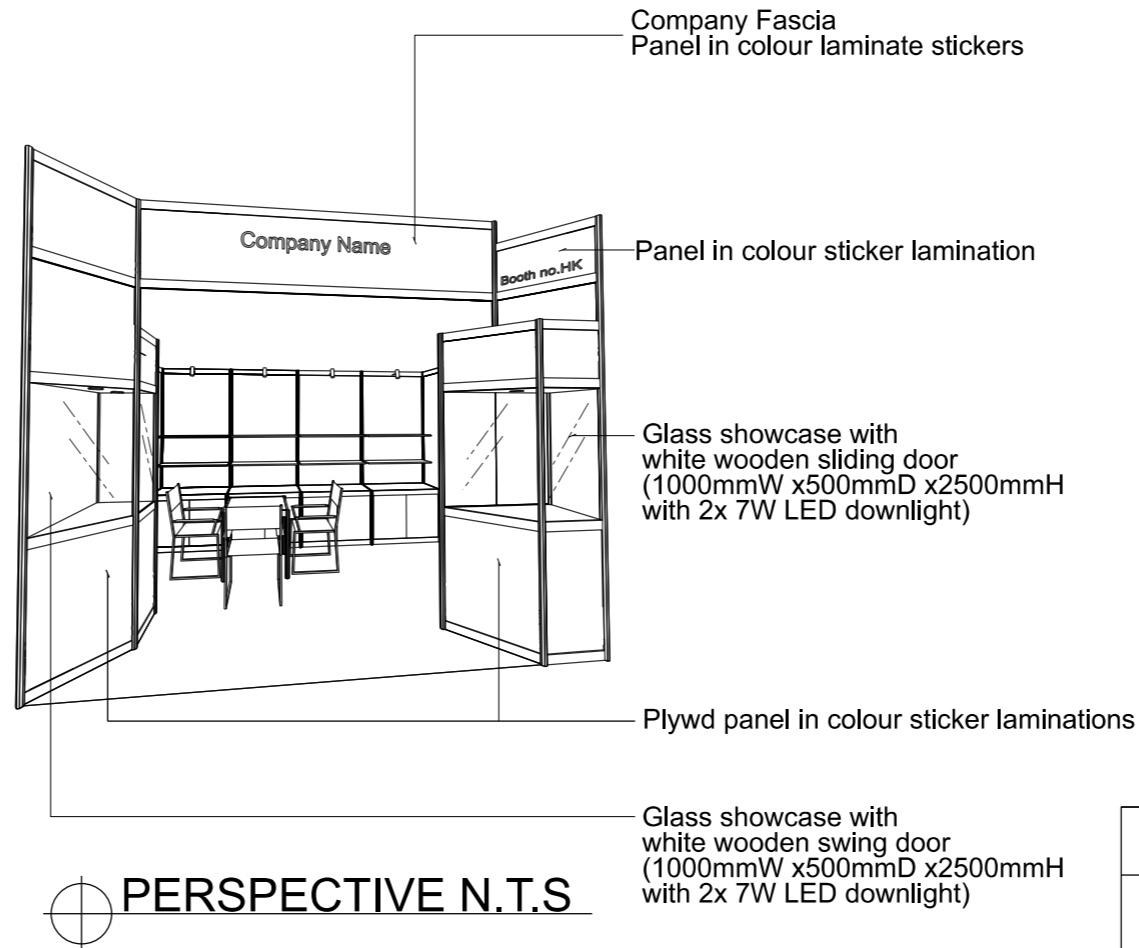 Company Fascia
Panel in colour laminate stickers
Company Name
Panel in colour sticker lamination
Booth no.HK
Glass showcase with
white wooden sliding door
(1000mmW x500mmD x2500mmH
with 2x 7W LED downlight)
Plywd panel in colour sticker laminations
Glass showcase with
white wooden swing door
(1000mmW x500mmD x2500mmH
with 2x 7W LED downlight)
PERSPECTIVE N.T.S